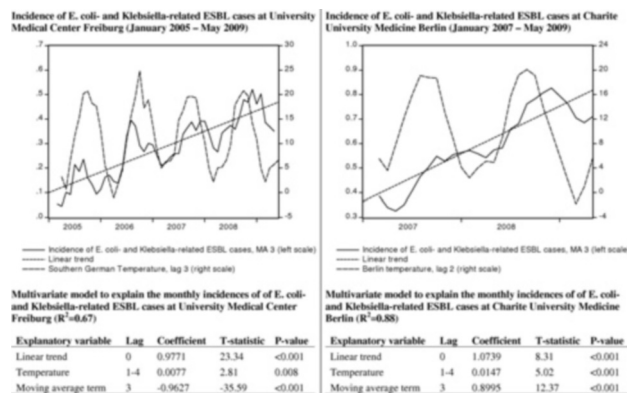 Incidence of E. coli- and Klebsiella-related ESBL cases at University
Medical Center Freiburg (January 2005 – May 2009)
.7
.6
.5
.4
.3
.2
.1
.0
30
25
20
15
10
5
0
-5
2005
2006
2007
2008
Incidence of E. coli- and Klebsiella-related ESBL cases, MA 3 (left scale)
Linear trend
Southern German Temperature, lag 3 (right scale)
Multivariate model to explain the monthly incidences of of E. coli-
and Klebsiella-related ESBL cases at University Medical Center
Freiburg (R²=0.67)
Explanatory variable Lag Coefficient T-statistic P-value
Linear trend 0 0.9771 23.34 <0.001
Temperature 1-4 0.0077 2.81 0.008
Moving average term 3 -0.9627 -35.59 <0.001
Incidence of E. coli- and Klebsiella-related ESBL cases at Charite
University Medicine Berlin (January 2007 – May 2009)
1.0
0.9
0.8
0.7
0.6
0.5
0.4
0.3
24
20
16
12
8
4
0
-4
2007
2008
Incidence of E. coli- and Klebsiella-related ESBL cases, MA 3 (left scale)
Linear trend
Berlin temperature, lag 2 (right scale)
Multivariate model to explain the monthly incidences of of E. coli-
and Klebsiella-related ESBL cases at Charite University Medicine
Berlin (R²=0.88)
Explanatory variable Lag Coefficient T-statistic P-value
Linear trend 0 1.0739 8.31 <0.001
Temperature 1-4 0.0147 5.02 <0.001
Moving average term 3 0.8995 12.37 <0.001